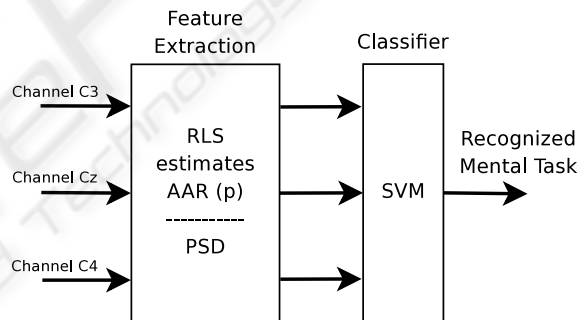 Feature
Extraction
Classifier
Channel C3
Channel Cz
Channel C4
RLS
estimates
AAR (p)
-----------
PSD
SVM
Recognized
Mental Task